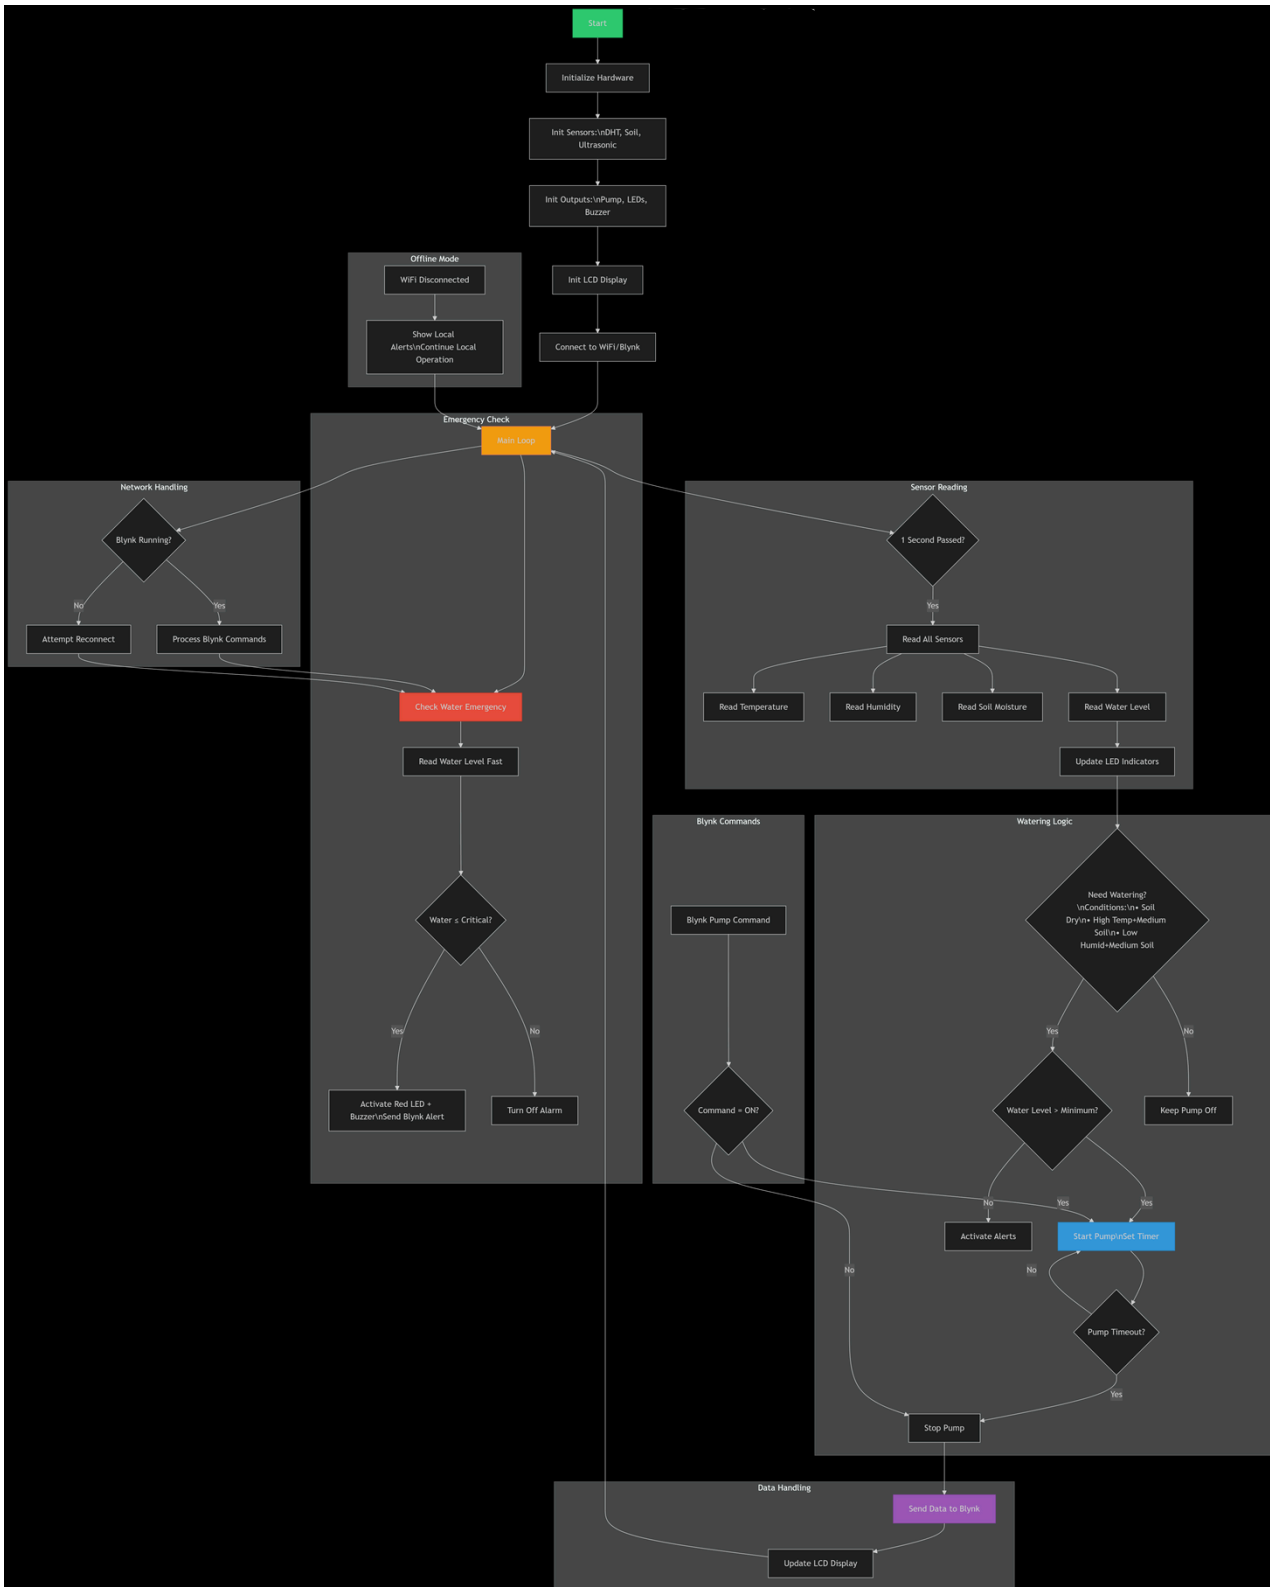 Start
Initialize Hardware
Init Sensors:\nDHT, Soil,
Ultrasonic
Init Outputs:\nPump, LEDs,
Buzzer
Offline Mode
WiFi Disconnected
Init LCD Display
Show Local
Alerts\nContinue Local
Operation
Connect to WiFi/Blynk
Emergency Check
Main Loop
Network Handling
Sensor Reading
Blynk Running?
1 Second Passed?
No
Yes
Yes
Attempt Reconnect
Process Blynk Commands
Read All Sensors
Check Water Emergency
Read Temperature
Read Humidity
Read Soil Moisture
Read Water Level
Read Water Level Fast
Update LED Indicators
Blynk Commands
Watering Logic
Need Watering?
\nConditions:\n• Soil
Dry\n• High Temp+Medium
Soil\n• Low
Humid+Medium Soil
Water ≤ Critical?
Blynk Pump Command
Yes
No
Yes
No
Activate Red LED +
Buzzer\nSend Blynk Alert
Turn Off Alarm
Command = ON?
Water Level > Minimum?
Keep Pump Off
No
Yes
Yes
Activate Alerts
Start Pump\nSet Timer
No
No
Pump Timeout?
Yes
Stop Pump
Data Handling
Send Data to Blynk
Update LCD Display